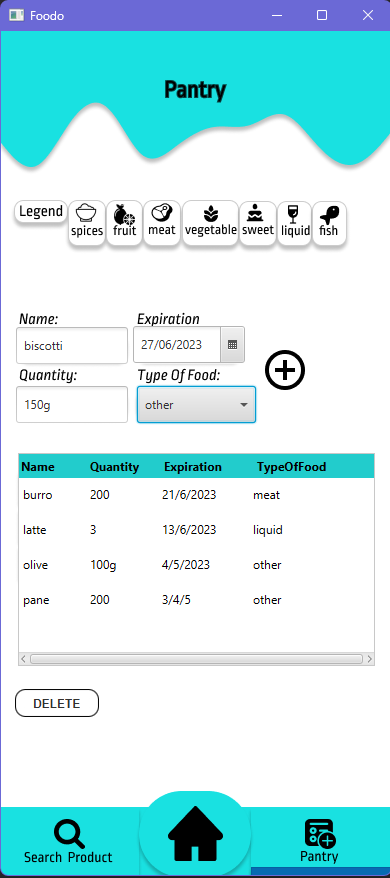 Foodo
Pantry
Legend spices fruit meat vegetable sweet liquid fish
Name: Expiration
biscotti 27/06/2023
Quantity: Type Of Food:
150g other
Name Quantity Expiration TypeOfFood
burro 200 21/6/2023 meat
latte 3 13/6/2023 liquid
olive 100g 4/5/2023 other
pane 200 3/4/5 other
DELETE
Search Product Pantry